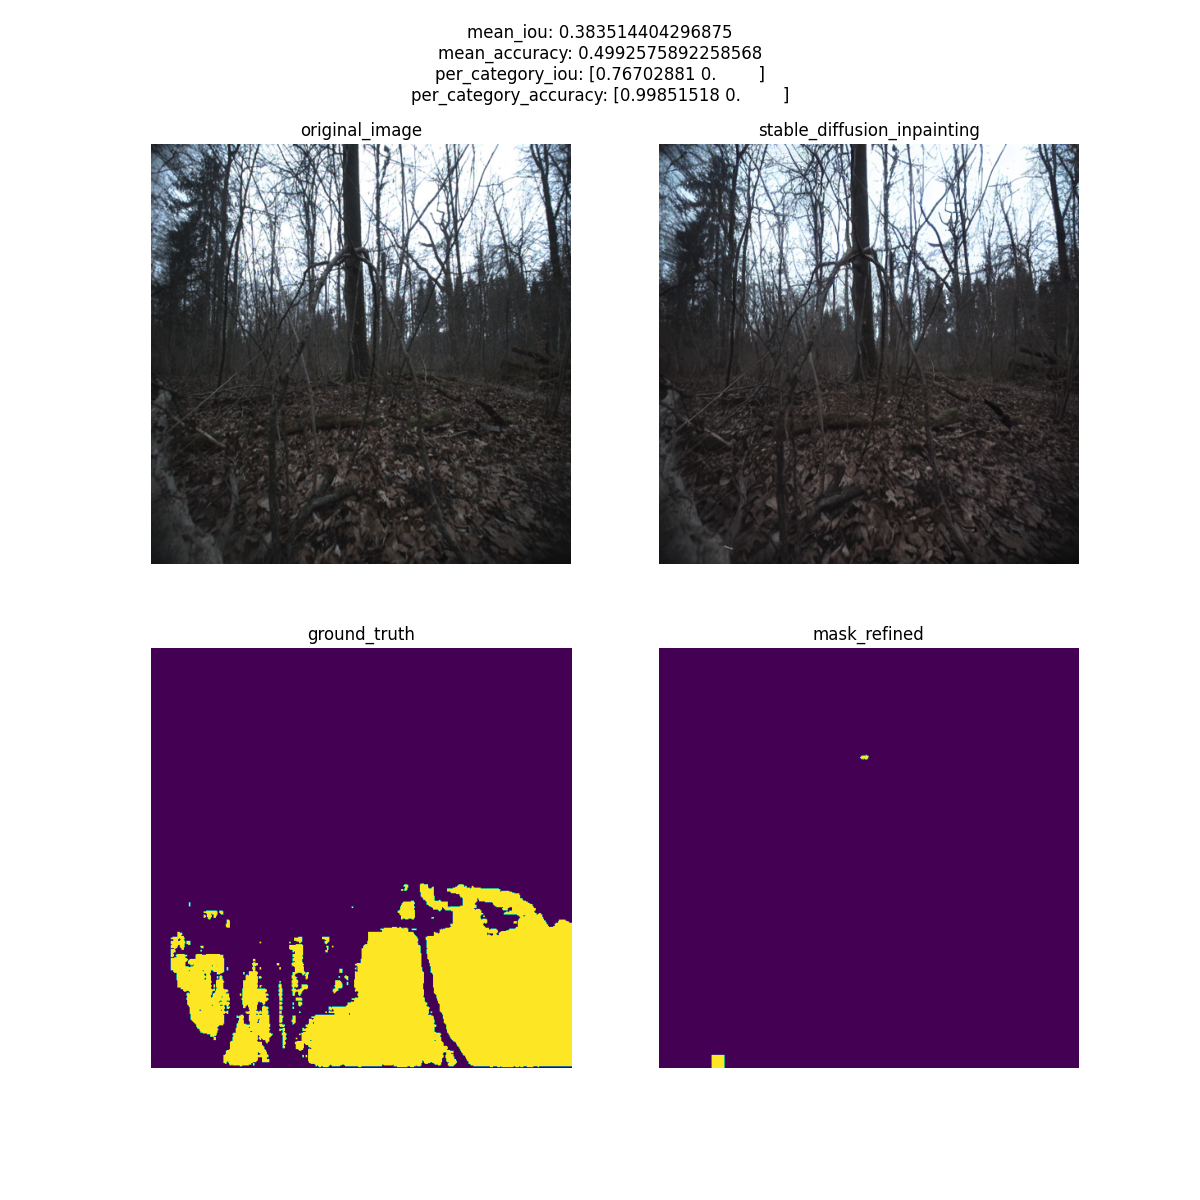 mean_iou: 0.383514404296875
mean_accuracy: 0.4992575892258568
per_category_iou: [0.76702881 0.        ]
per_category_accuracy: [0.99851518 0.        ]
original_image
stable_diffusion_inpainting
ground_truth
mask_refined